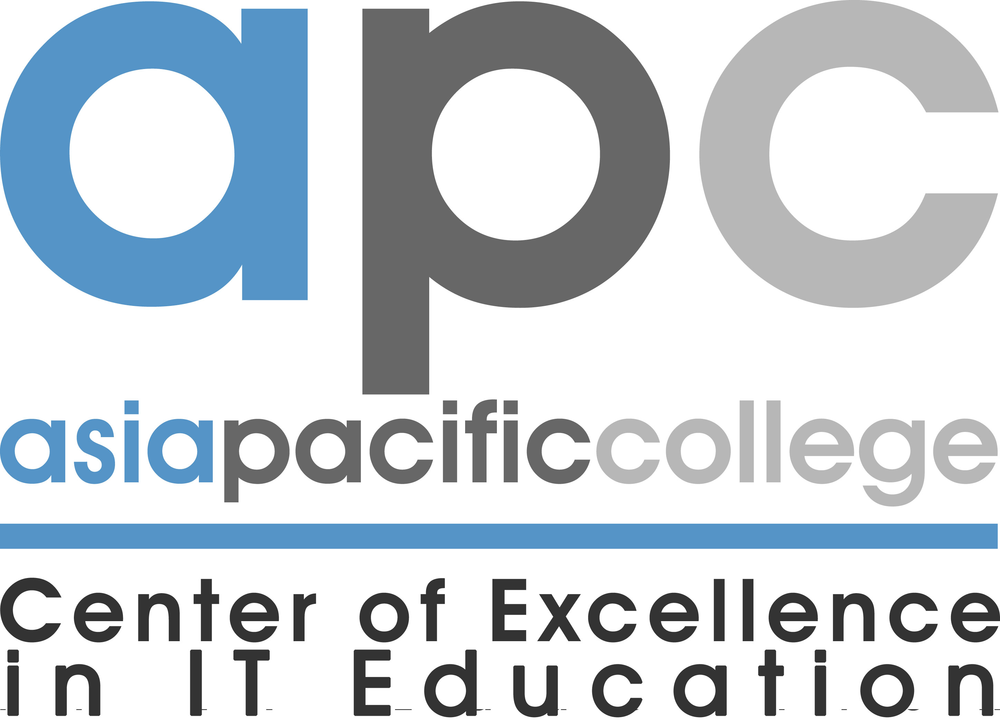 apc
asiapacificcollege
Center of Excellence
in IT Education